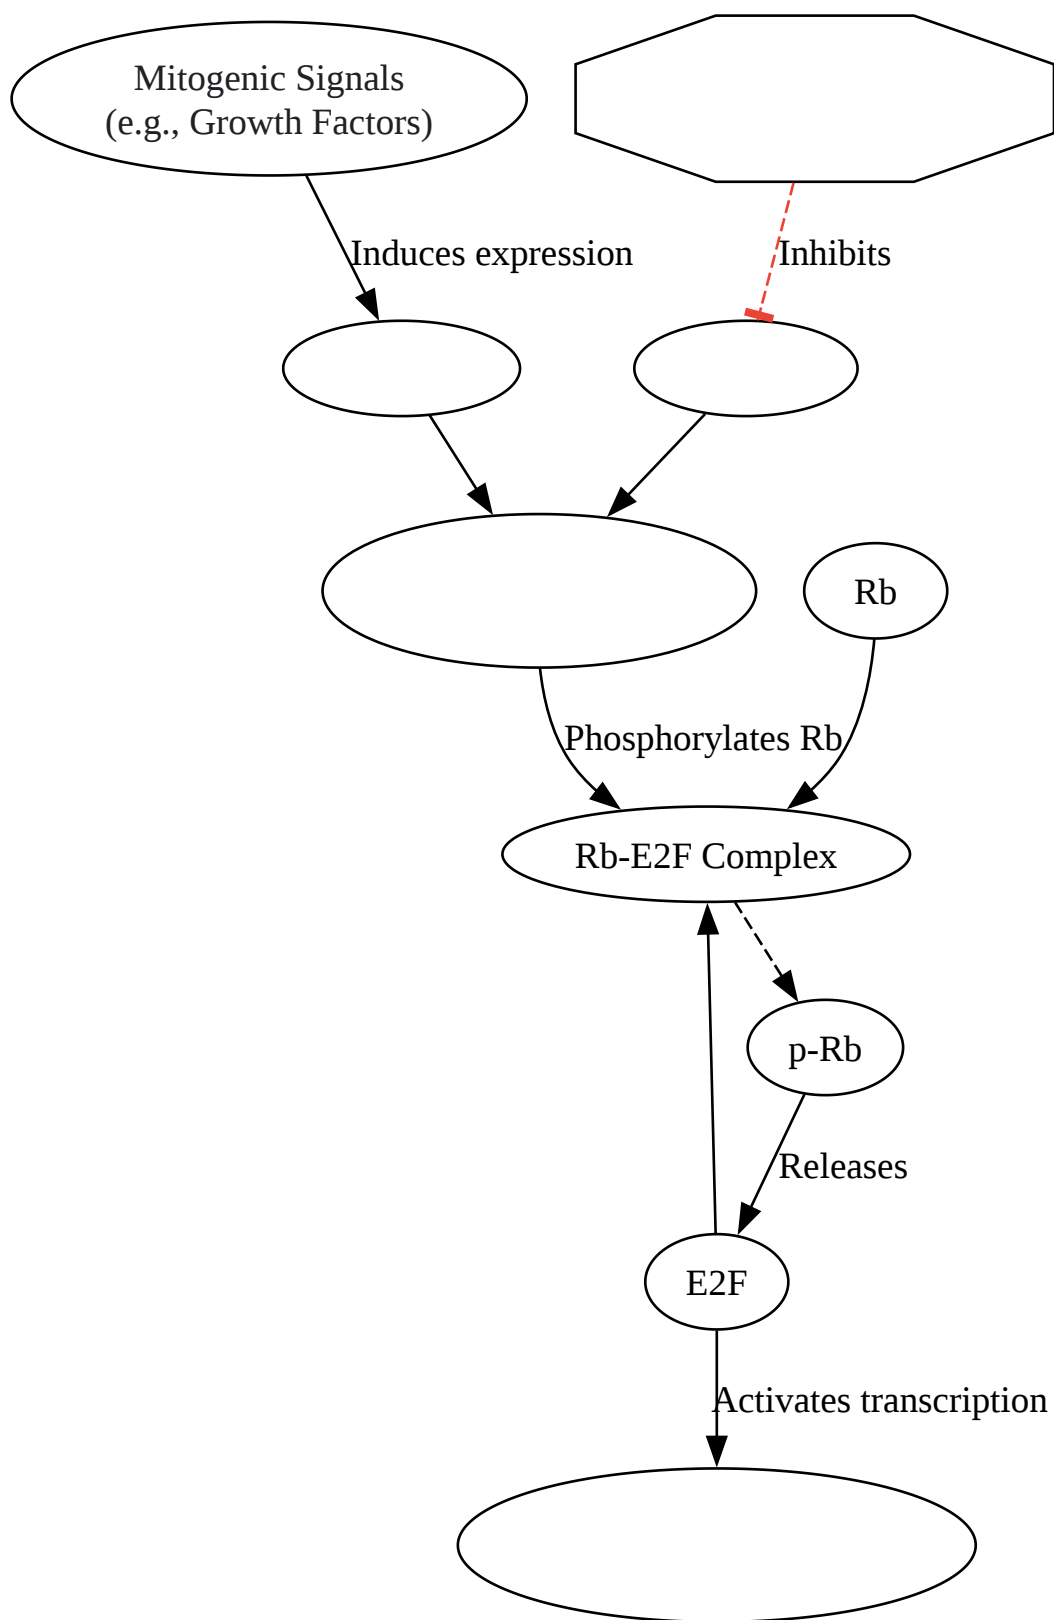 Mitogenic Signals
(e.g., Growth Factors)
Induces expression
Inhibits
Rb
Phosphorylates Rb
Rb-E2F Complex
p-Rb
Releases
E2F
Activates transcription